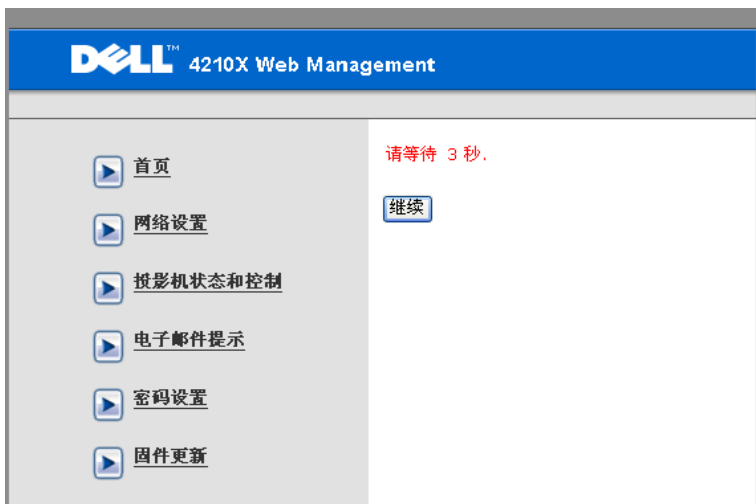 DELL™ 4210X Web Management
首页
网络设置
投影机状态和控制
电子邮件提示
密码设置
固件更新
请等待 3 秒.
继续